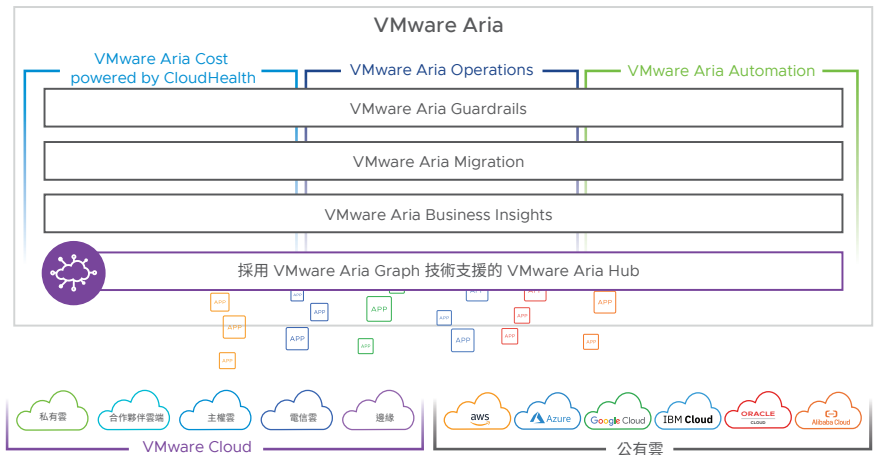 VMware Aria
VMware Aria Cost
powered by CloudHealth
VMware Aria Operations
VMware Aria Automation
VMware Aria Guardrails
VMware Aria Migration
VMware Aria Business Insights
採用 VMware Aria Graph 技術支援的 VMware Aria Hub
APP APP APP APP APP
APP APP APP APP
APP APP APP APP
APP APP APP
APP
私有雲 合作夥伴雲端 主權雲 電信雲 邊緣
aws Azure Google Cloud IBM Cloud ORACLE CLOUD Alibaba Cloud
VMware Cloud
公有雲